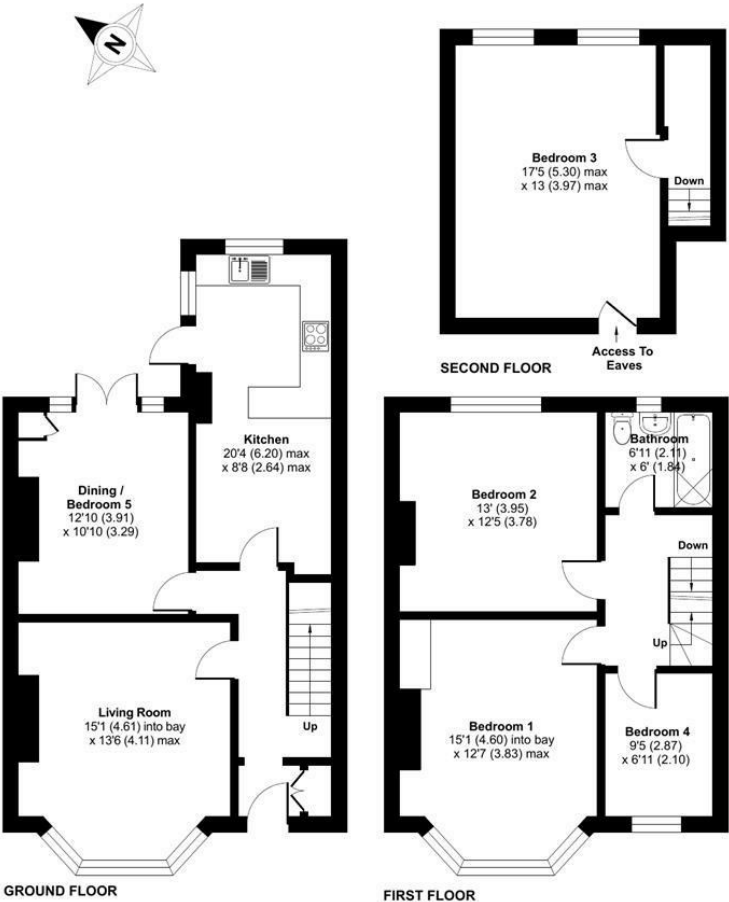 N
Bedroom 3
17'5 (5.30) max
x 13 (3.97) max
Down
SECOND FLOOR
Access To
Eaves
Kitchen
20'4 (6.20) max
x 8'8 (2.64) max
Dining /
Bedroom 5
12'10 (3.91)
x 10'10 (3.29)
Living Room
15'1 (4.61) into bay
x 13'6 (4.11) max
Up
GROUND FLOOR
Bathroom
6'11 (2.11)
x 6' (1.84)
Bedroom 2
13' (3.95)
x 12'5 (3.78)
Down
Up
Bedroom 1
15'1 (4.60) into bay
x 12'7 (3.83) max
Bedroom 4
9'5 (2.87)
x 6'11 (2.10)
FIRST FLOOR